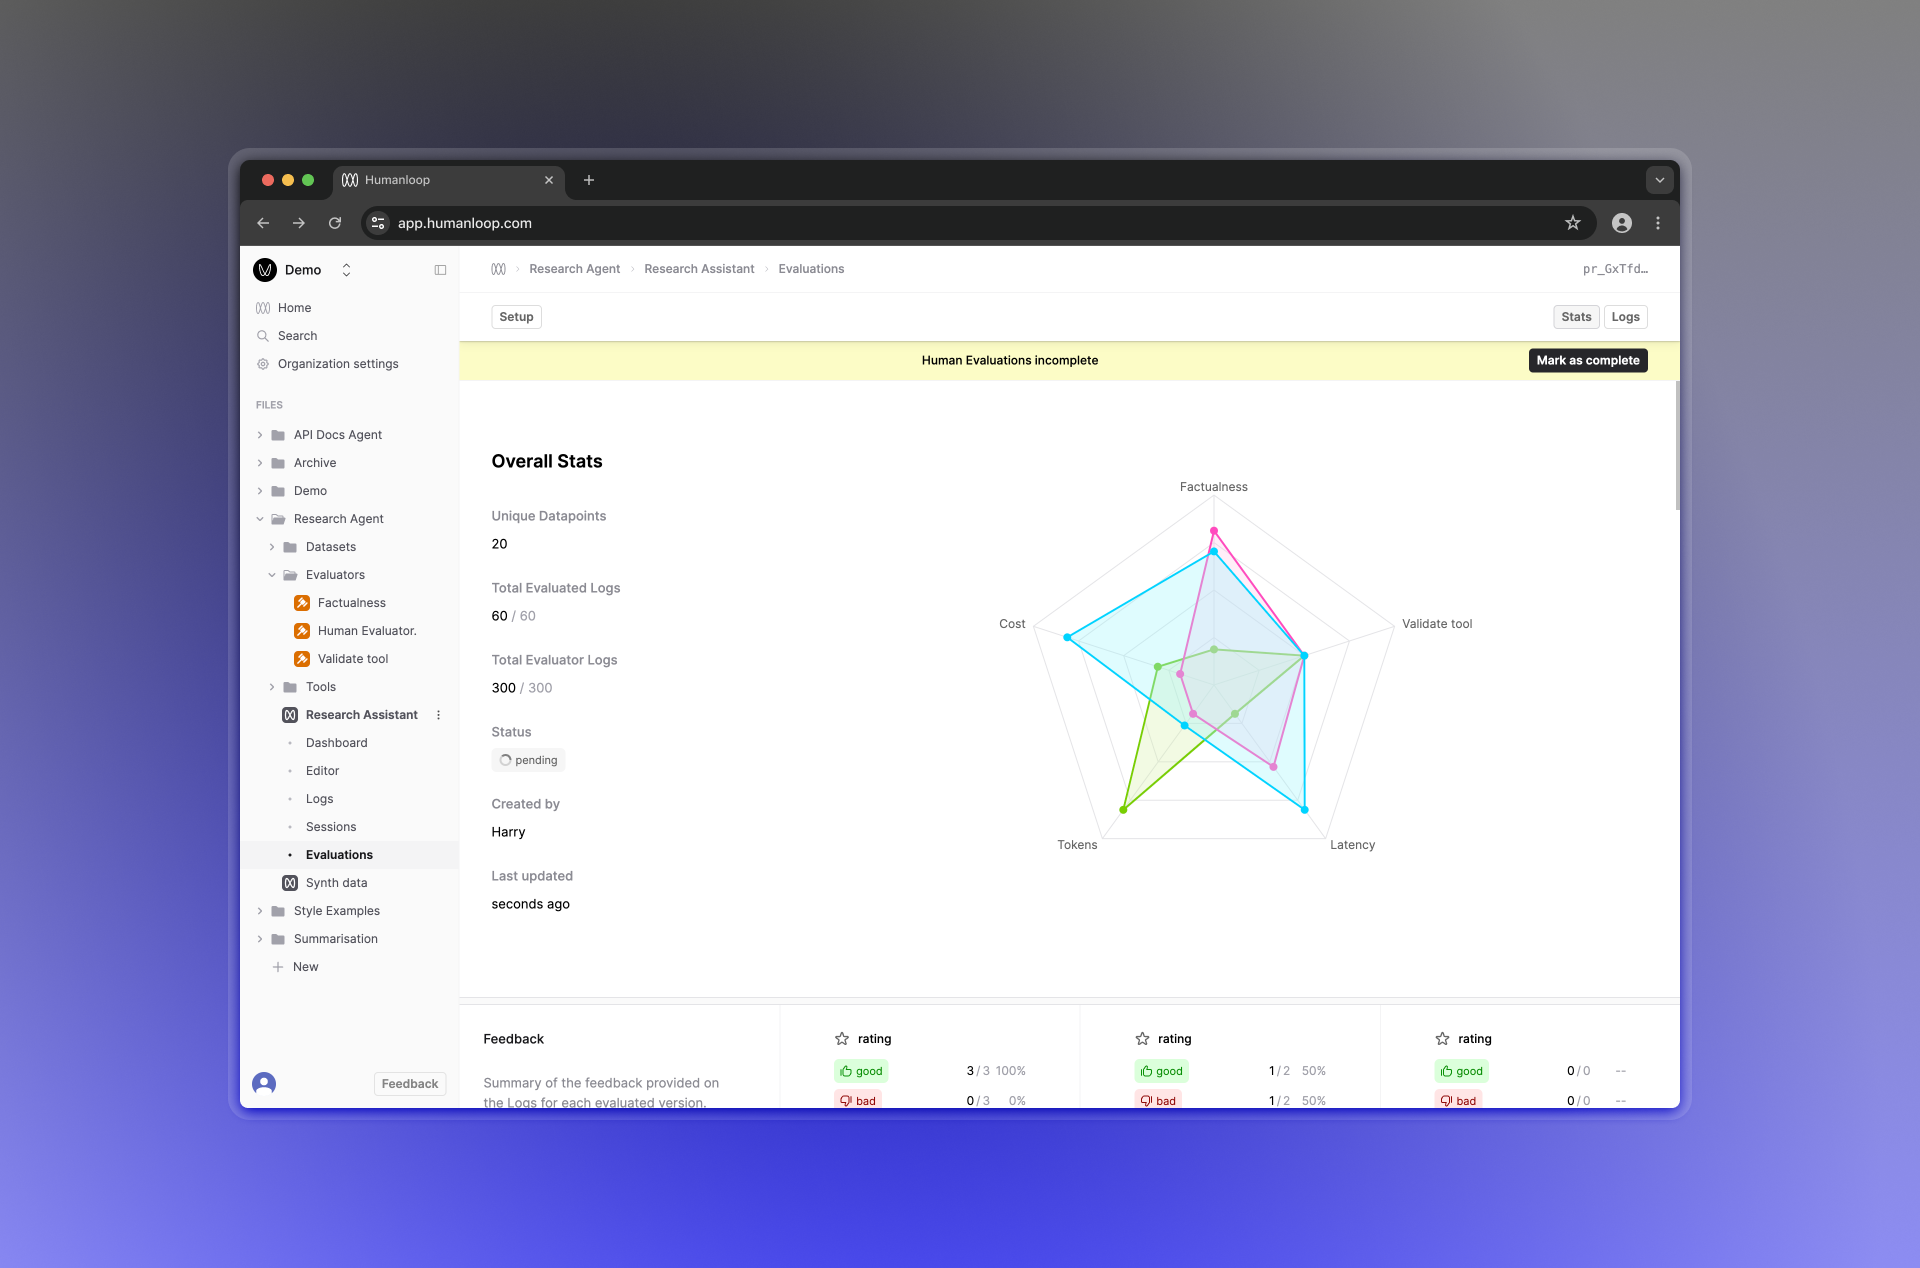 Humanloop
app.humanloop.com
Demo
Home
Search
Organization settings
FILES
API Docs Agent
Archive
Demo
Research Agent
Datasets
Evaluators
Factualness
Human Evaluator.
Validate tool
Tools
Research Assistant
Dashboard
Editor
Logs
Sessions
Evaluations
Synth data
Style Examples
Summarisation
New
Feedback
Research Agent
Research Assistant
Evaluations
pr_GxTfd…
Setup
Stats
Logs
Human Evaluations incomplete
Mark as complete
Overall Stats
Unique Datapoints
20
Total Evaluated Logs
60 / 60
Total Evaluator Logs
300 / 300
Status
pending
Created by
Harry
Last updated
seconds ago
Factualness
Cost
Validate tool
Tokens
Latency
Feedback
Summary of the feedback provided on
the Logs for each evaluated version.
rating
good 3 / 3 100%
bad 0 / 3 0%
rating
good 1 / 2 50%
bad 1 / 2 50%
rating
good 0 / 0 --
bad 0 / 0 --